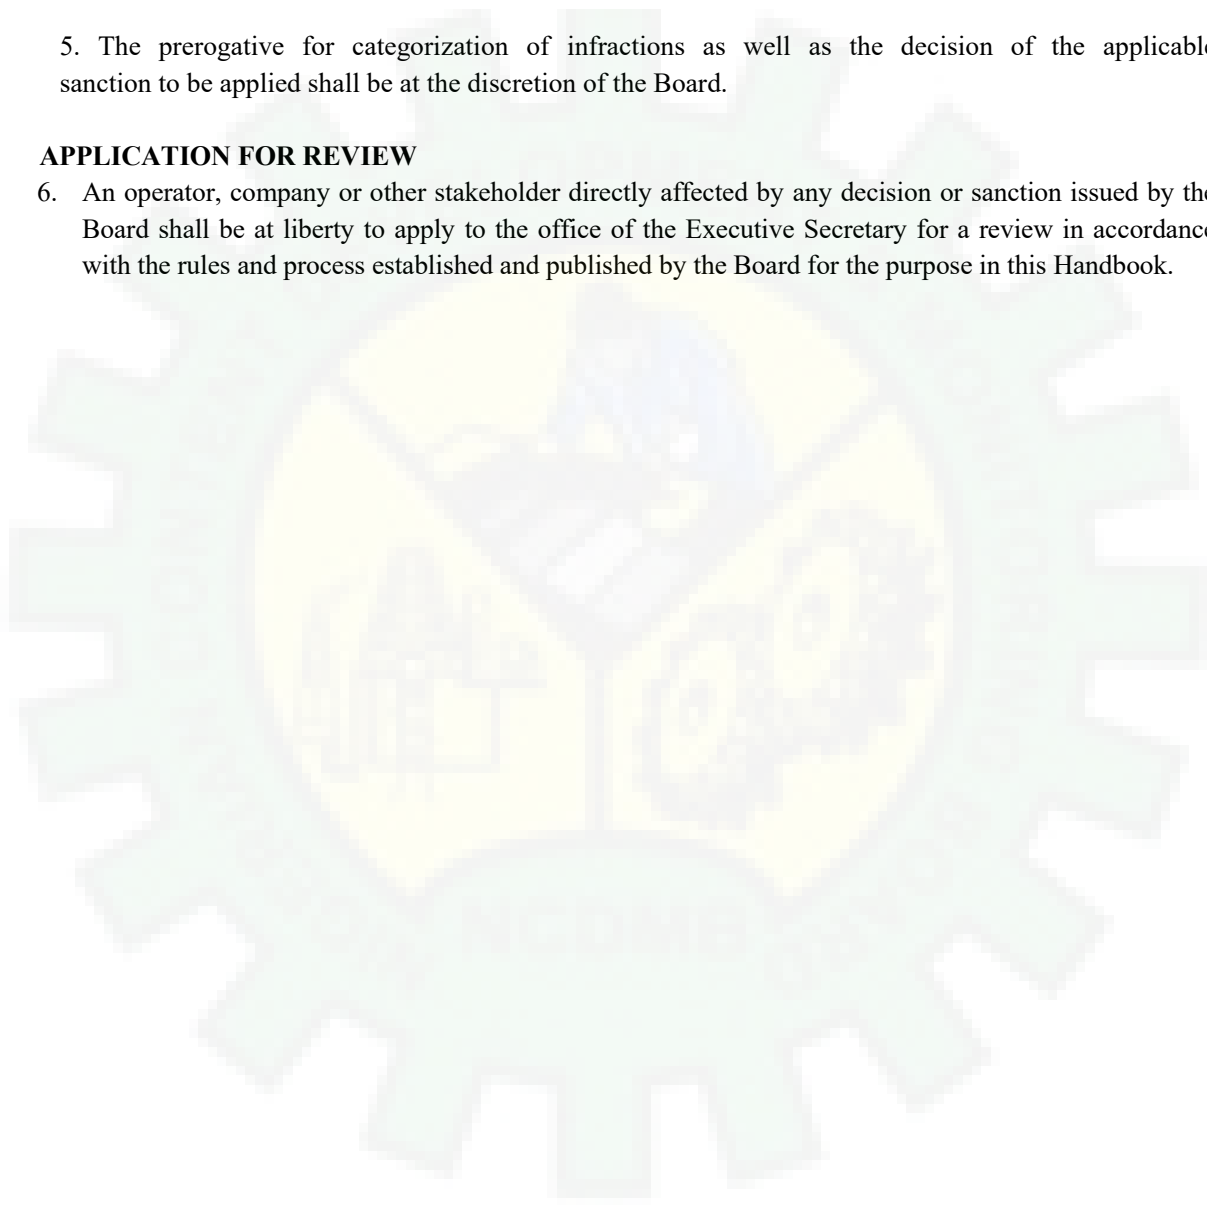 5. The prerogative for categorization of infractions as well as the decision of the applicabl
sanction to be applied shall be at the discretion of the Board.
APPLICATION FOR REVIEW
6. An operator, company or other stakeholder directly affected by any decision or sanction issued by th
Board shall be at liberty to apply to the office of the Executive Secretary for a review in accordanc
with the rules and process established and published by the Board for the purpose in this Handbook.